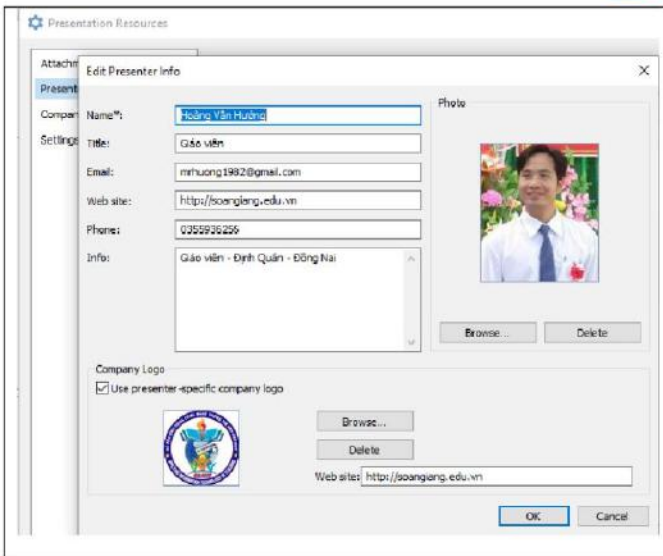 Presentation Resources
Attachm
Edit Presenter Info
Present
Compan
Settings
Name*: Hoàng Văn Hưởng
Title: Giáo viên
Email: mrhuong1982@gmail.com
Web site: http://soangiang.edu.vn
Phone: 0355936256
Info: Giáo viên - Định Quán - Đồng Nai
Photo
Browse... Delete
Company Logo
Use presenter-specific company logo
Browse...
Delete
Web site: http://soangiang.edu.vn
OK Cancel